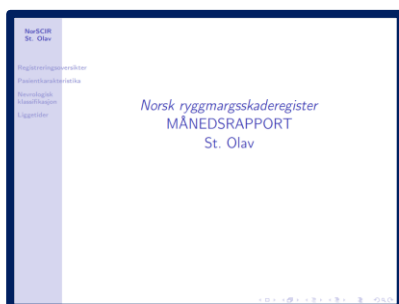 NorSCIR
St. Olav
Registreringsoversikter
Pasientkarakteristika
Nevrologisk
klassifikasjon
Liggetider
Norsk ryggmargsskaderegister
MÅNEDSRAPPORT
St. Olav